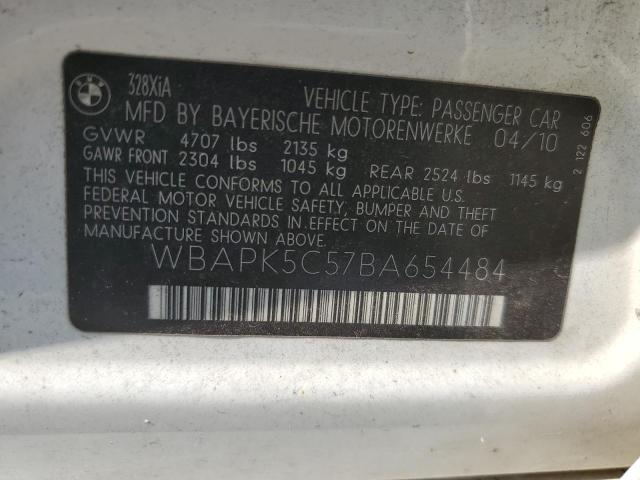 BMW
328XiA
VEHICLE TYPE: PASSENGER CAR
MFD BY BAYERISCHE MOTORENWERKE 04/10
GVWR 4707 lbs 2135 kg
GAWR FRONT 2304 lbs 1045 kg REAR 2524 lbs 1145 kg
THIS VEHICLE CONFORMS TO ALL APPLICABLE U.S.
FEDERAL MOTOR VEHICLE SAFETY, BUMPER AND THEFT
PREVENTION STANDARDS IN EFFECT ON THE DATE OF
MANUFACTURE SHOWN ABOVE.
WBAPK5C57BA654484
2 122 606